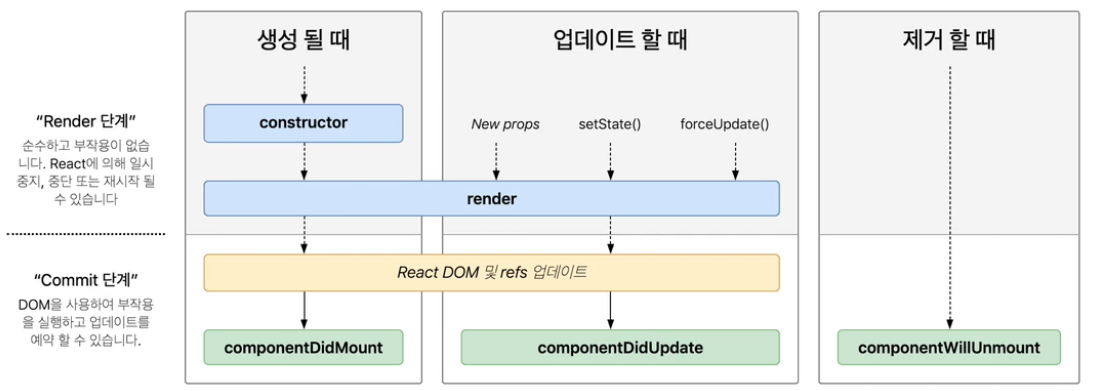 생성 될 때
업데이트 할 때
제거 할 때
“Render 단계”
순수하고 부작용이 없습
니다. React에 의해 일시
중지, 중단 또는 재시작 될
수 있습니다
constructor
New props
setState()
forceUpdate()
render
“Commit 단계”
DOM을 사용하여 부작용
을 실행하고 업데이트를
예약 할 수 있습니다.
React DOM 및 refs 업데이트
componentDidMount
componentDidUpdate
componentWillUnmount